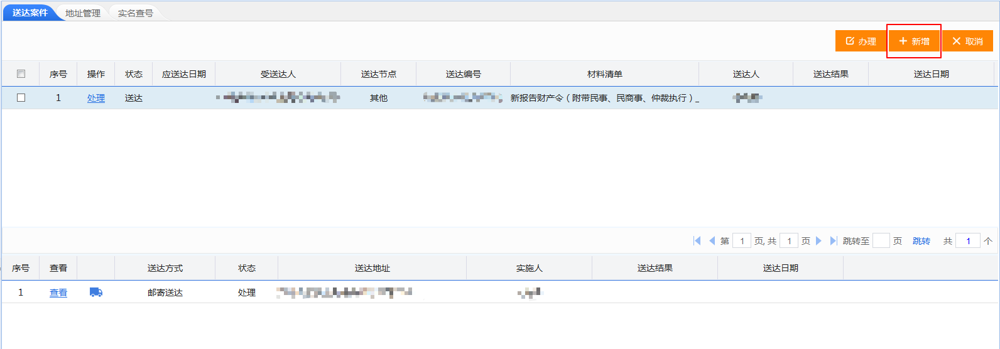 送达案件 地址管理 实名查号
办理 新增 取消
序号 操作 状态 应送达日期 受送达人 送达节点 送达编号 材料清单 送达人 送达结果 送达日期
1 处理 送达 其他 新报告财产令（附带民事、民商事、仲裁执行）_
第 1 页, 共 1 页 跳转至 页 跳转 共 1 个
序号 查看 送达方式 状态 送达地址 实施人 送达结果 送达日期
1 查看 邮寄送达 处理